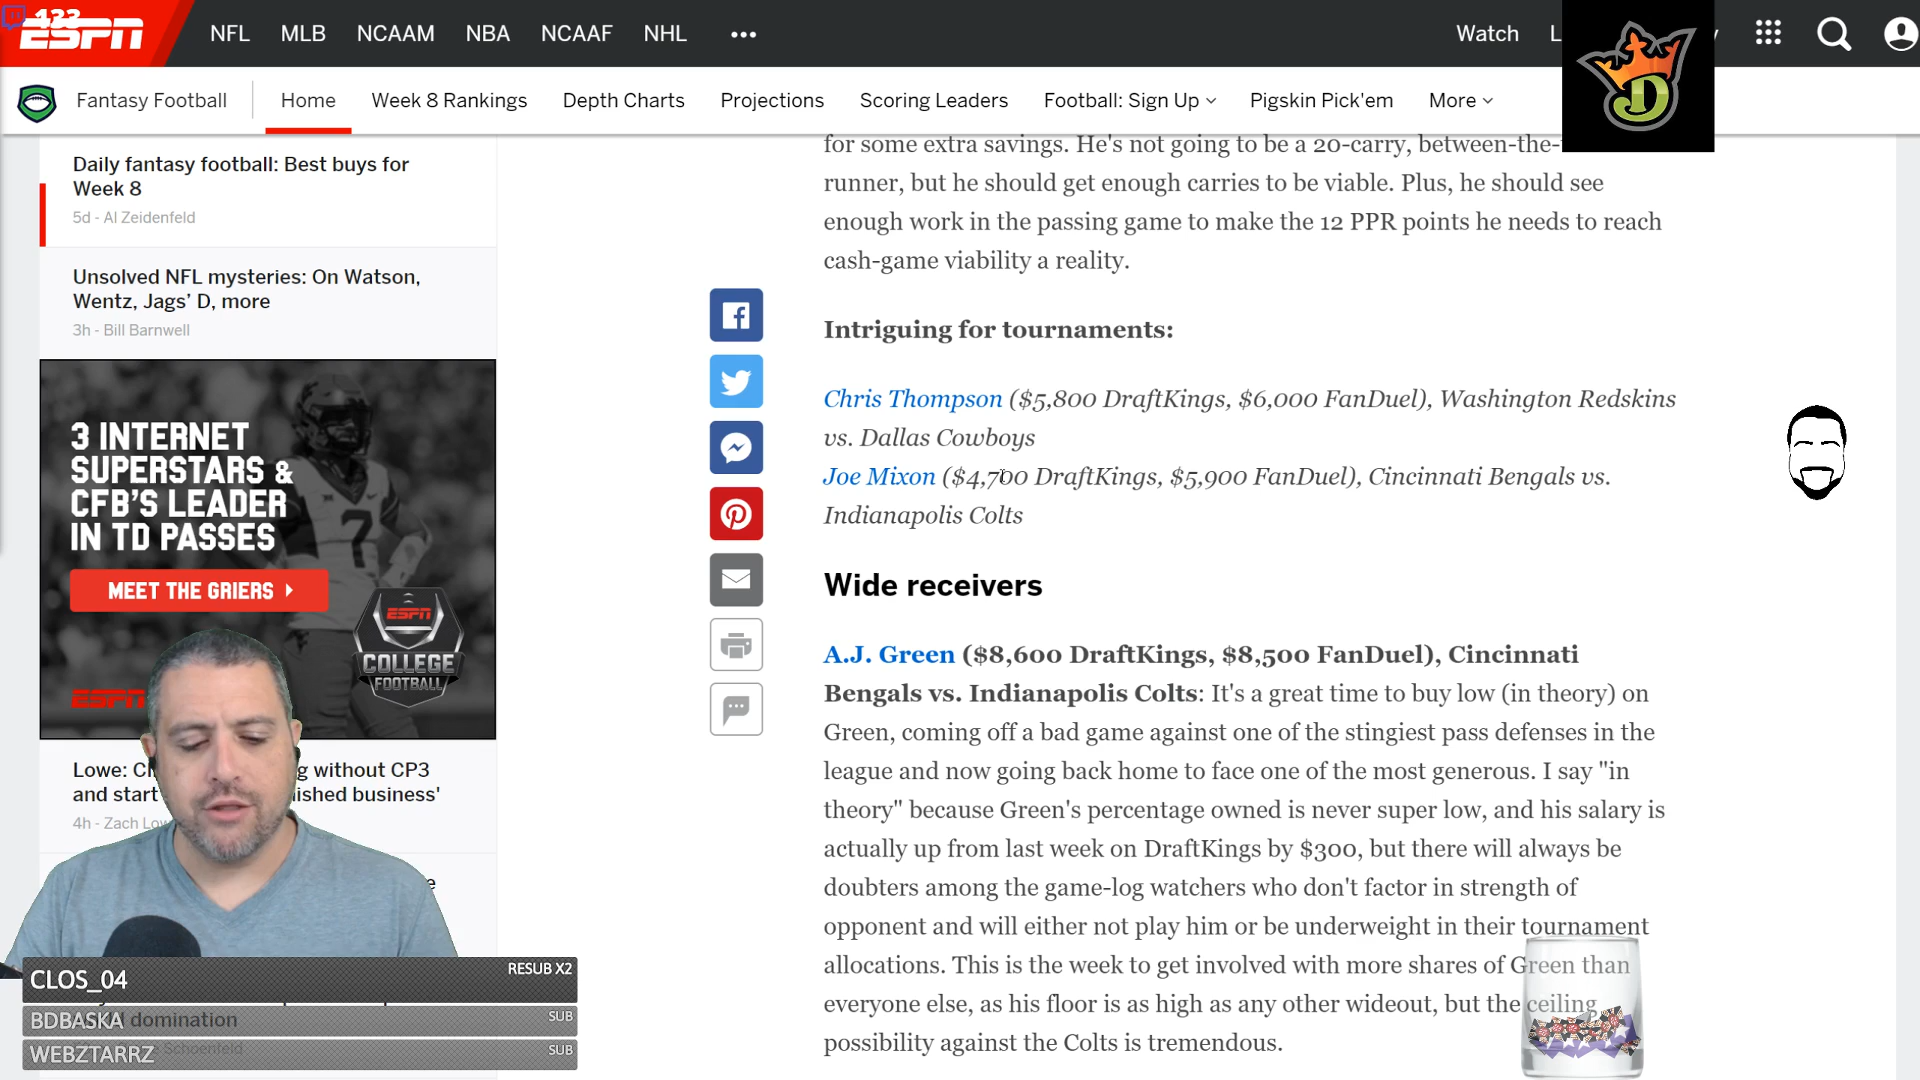 133
ESPN
NFL MLB NCAAM NBA NCAAF NHL •••
Watch
Fantasy Football Home Week 8 Rankings Depth Charts Projections Scoring Leaders Football: Sign Up Pigskin Pick'em More
D
Daily fantasy football: Best buys for
Week 8
5d - Al Zeidenfeld
Unsolved NFL mysteries: On Watson,
Wentz, Jags' D, more
3h - Bill Barnwell
3 INTERNET
SUPERSTARS &
CFB'S LEADER
IN TD PASSES
7
MEET THE GRIERS
ESPN
COLLEGE
FOOTBALL
ESPN
Lowe: without CP3
and start
4h - Zach
CLOS_04 RESUB X2
BDBASKA domination SUB
WEBZTARRZ Schoenfeld SUB
for some extra savings. He's not going to be a 20-carry,
runner, but he should get enough carries to be viable. Plus, he should see
enough work in the passing game to make the 12 PPR points he needs to reach
cash-game viability a reality.
Intriguing for tournaments:
Chris Thompson ($5,800 DraftKings, $6,000 FanDuel), Washington Redskins
vs. Dallas Cowboys
Joe Mixon ($4,700 DraftKings, $5,900 FanDuel), Cincinnati Bengals vs.
Indianapolis Colts
Wide receivers
A.J. Green ($8,600 DraftKings, $8,500 FanDuel), Cincinnati
Bengals vs. Indianapolis Colts: It's a great time to buy low (in theory) on
Green, coming off a bad game against one of the stingiest pass defenses in the
league and now going back home to face one of the most generous. I say "in
theory" because Green's percentage owned is never super low, and his salary is
actually up from last week on DraftKings by $300, but there will always be
doubters among the game-log watchers who don't factor in strength of
opponent and will either not play him or be underweight in their tournament
allocations. This is the week to get involved with more shares of Green than
everyone else, as his floor is as high as any other wideout, but the ceiling
possibility against the Colts is tremendous.